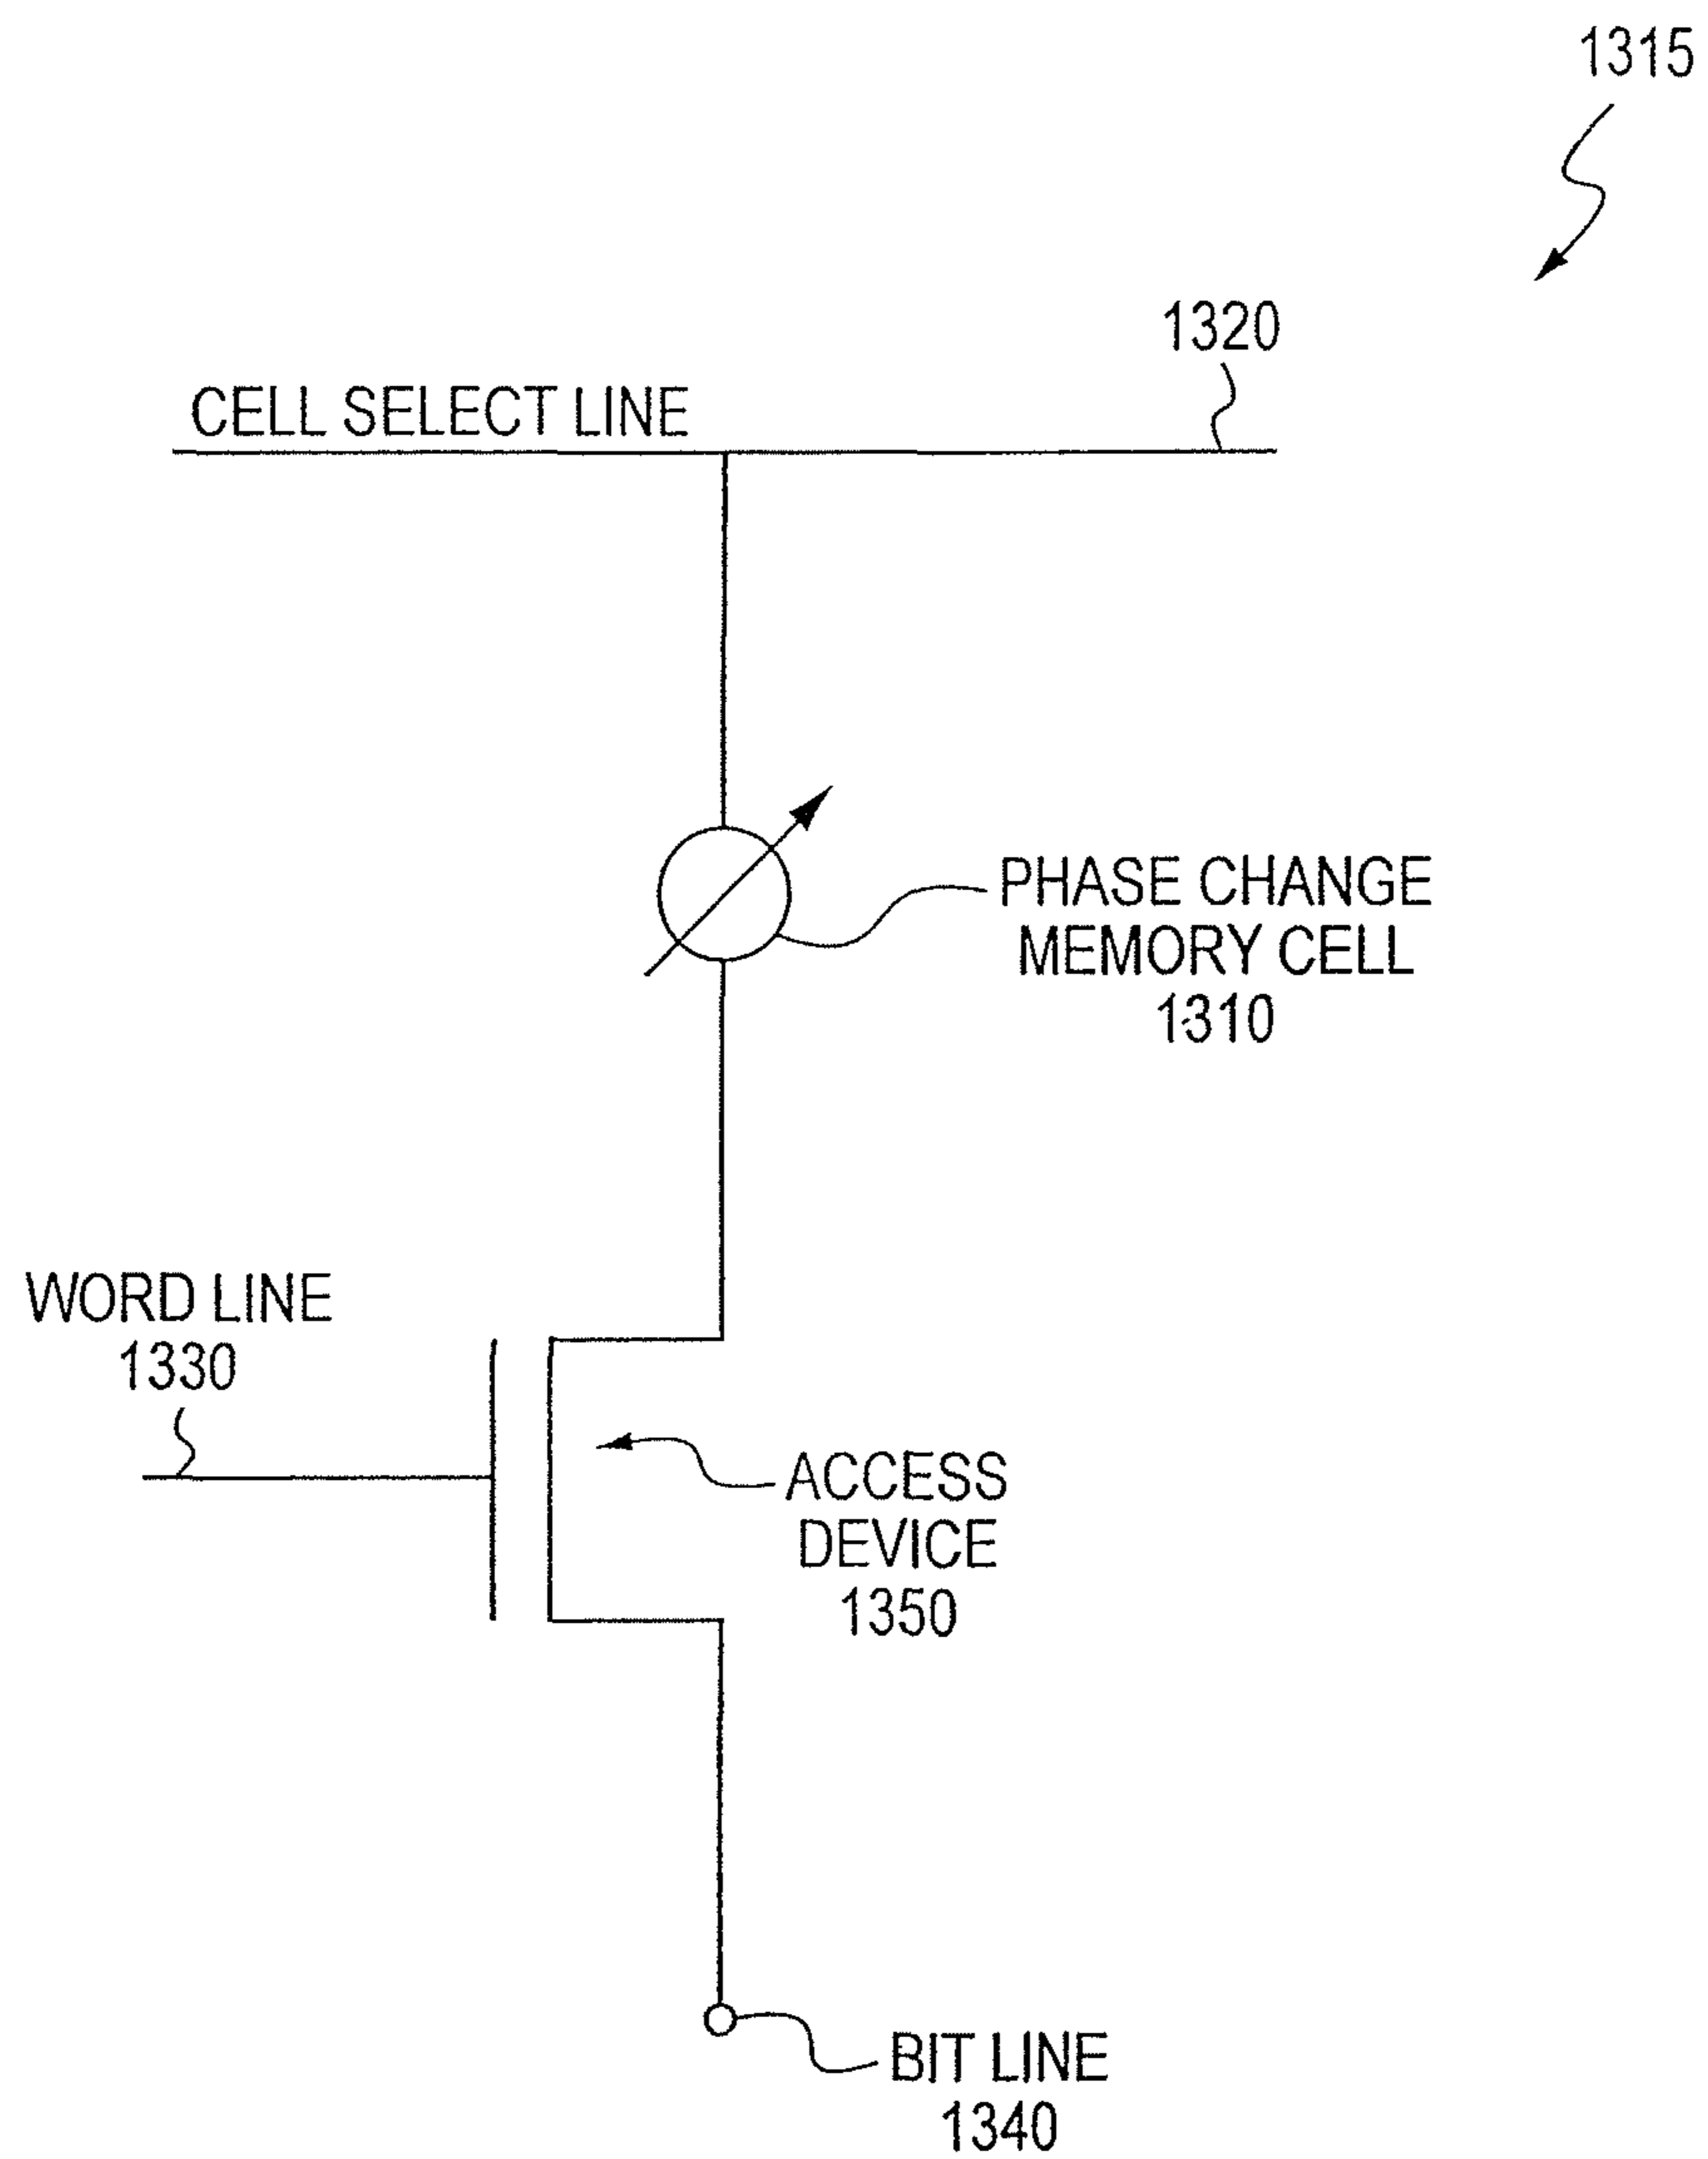 1315
1320
CELL SELECT LINE
PHASE CHANGE
MEMORY CELL
1310
WORD LINE
1330
ACCESS
DEVICE
1350
BIT LINE
1340